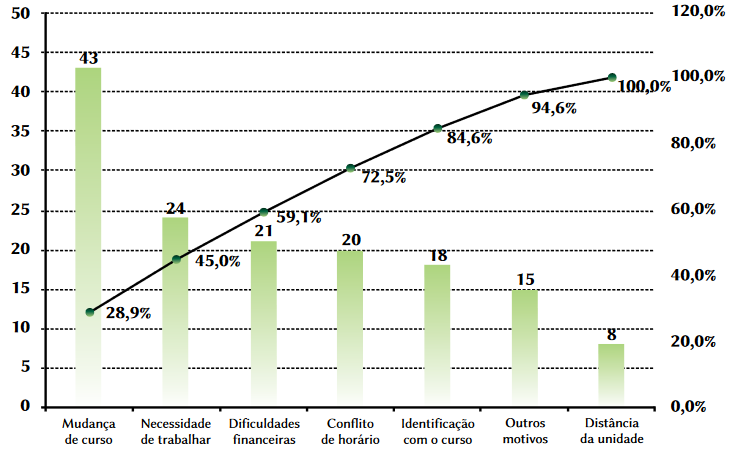 50
45
40
35
30
25
20
15
10
5
0
120,0%
100,0%
80,0%
60,0%
40,0%
20,0%
0,0%
43
24
21
20
18
15
8
28,9%
45,0%
59,1%
72,5%
84,6%
94,6%
100,0%
Mudança
de curso
Necessidade
de trabalhar
Dificuldades
financeiras
Conflito
de horário
Identificação
com o curso
Outros
motivos
Distância
da unidade